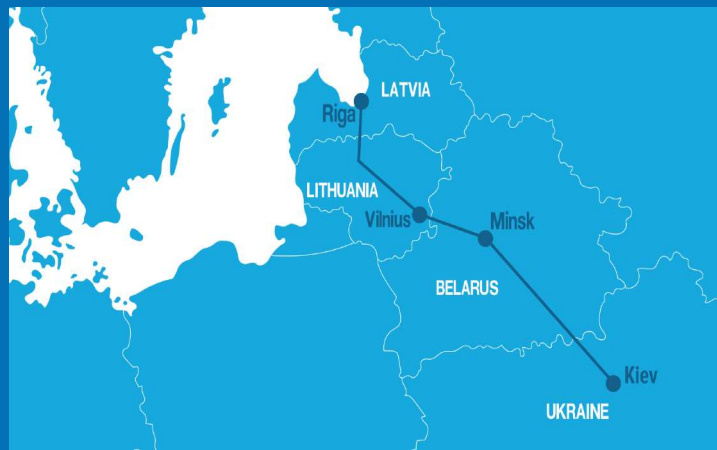 LATVIA
Riga
LITHUANIA
Vilnius
Minsk
BELARUS
Kiev
UKRAINE